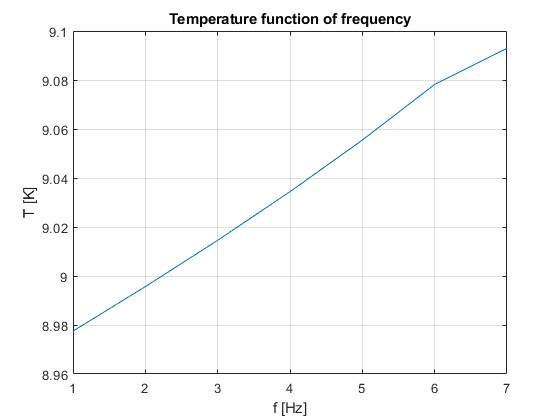 Temperature function of frequency
9.1
9.08
9.06
9.04
9.02
9
8.98
8.96
T [K]
1 2 3 4 5 6 7
f [Hz]